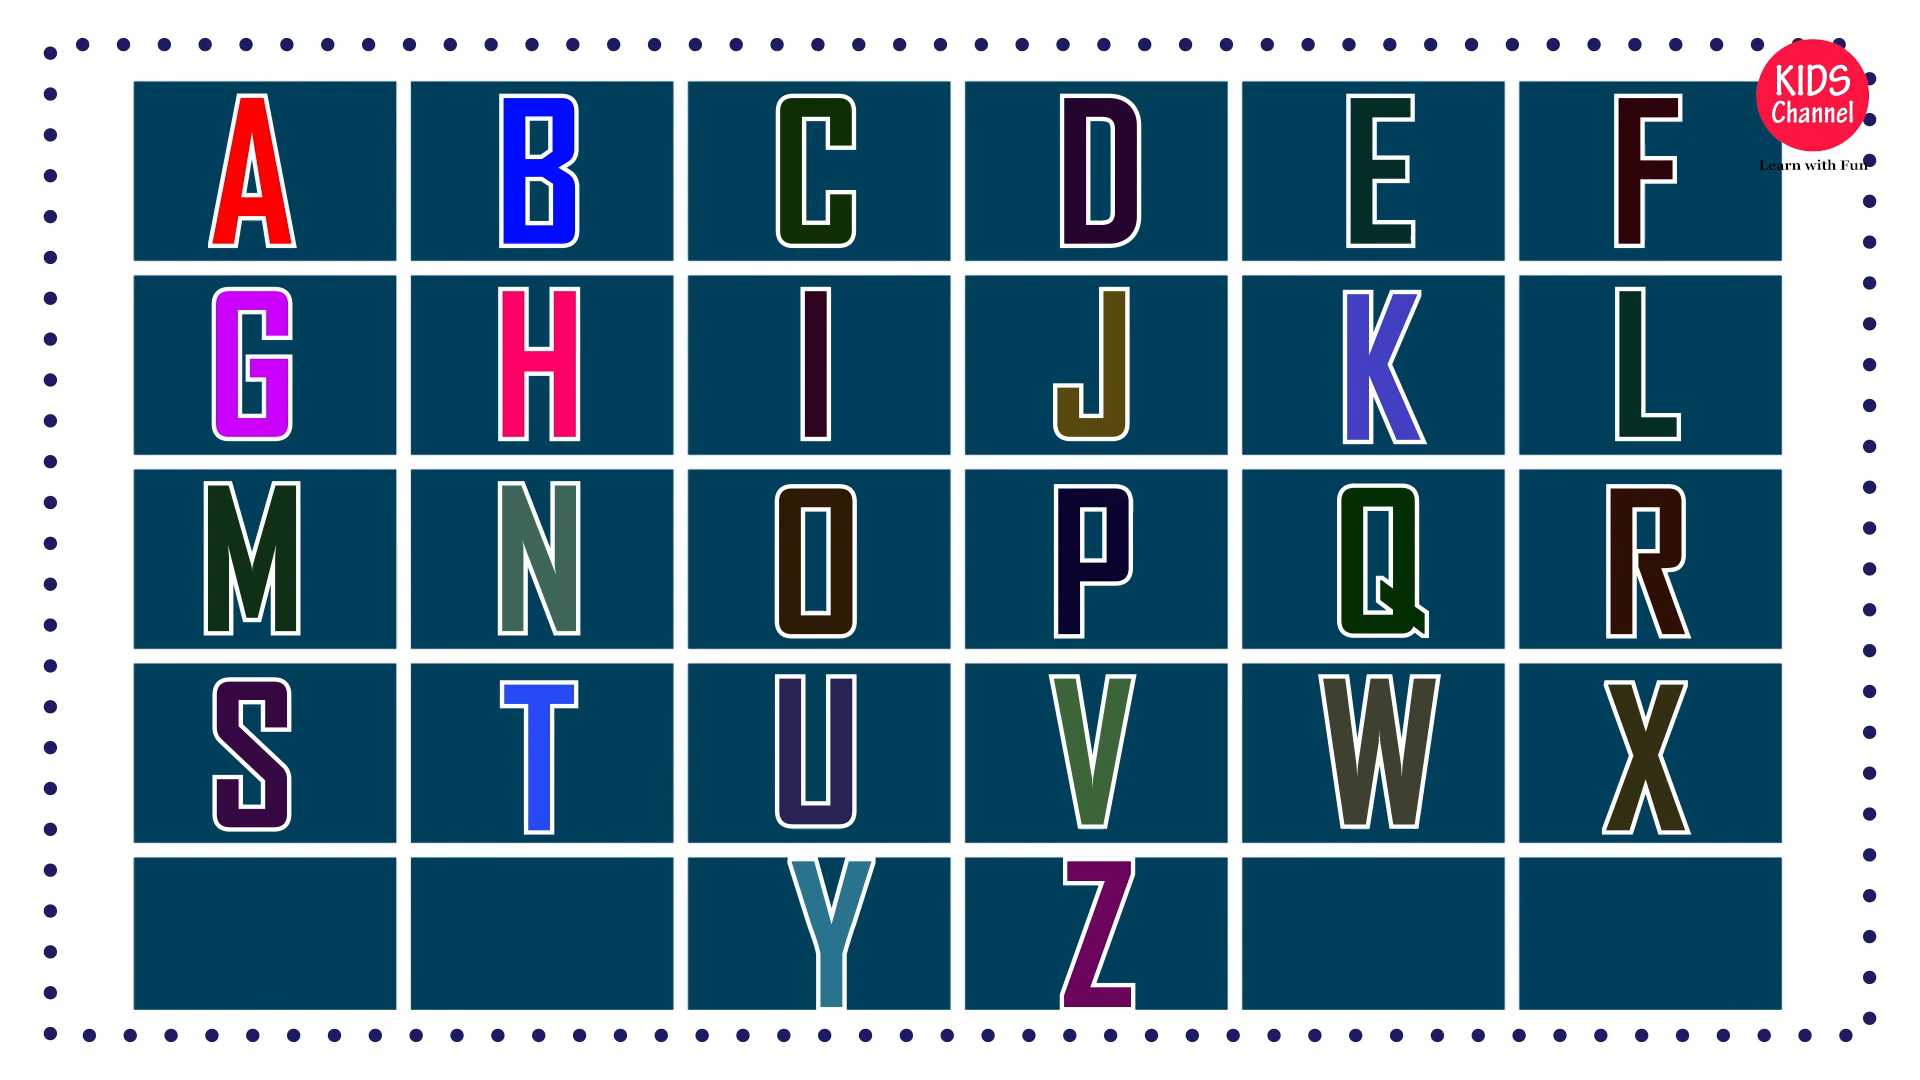 A B C D E F
G H I J K L
M N O P Q R
S T U V W X
Y Z
KIDS
Channel
Learn with Fun